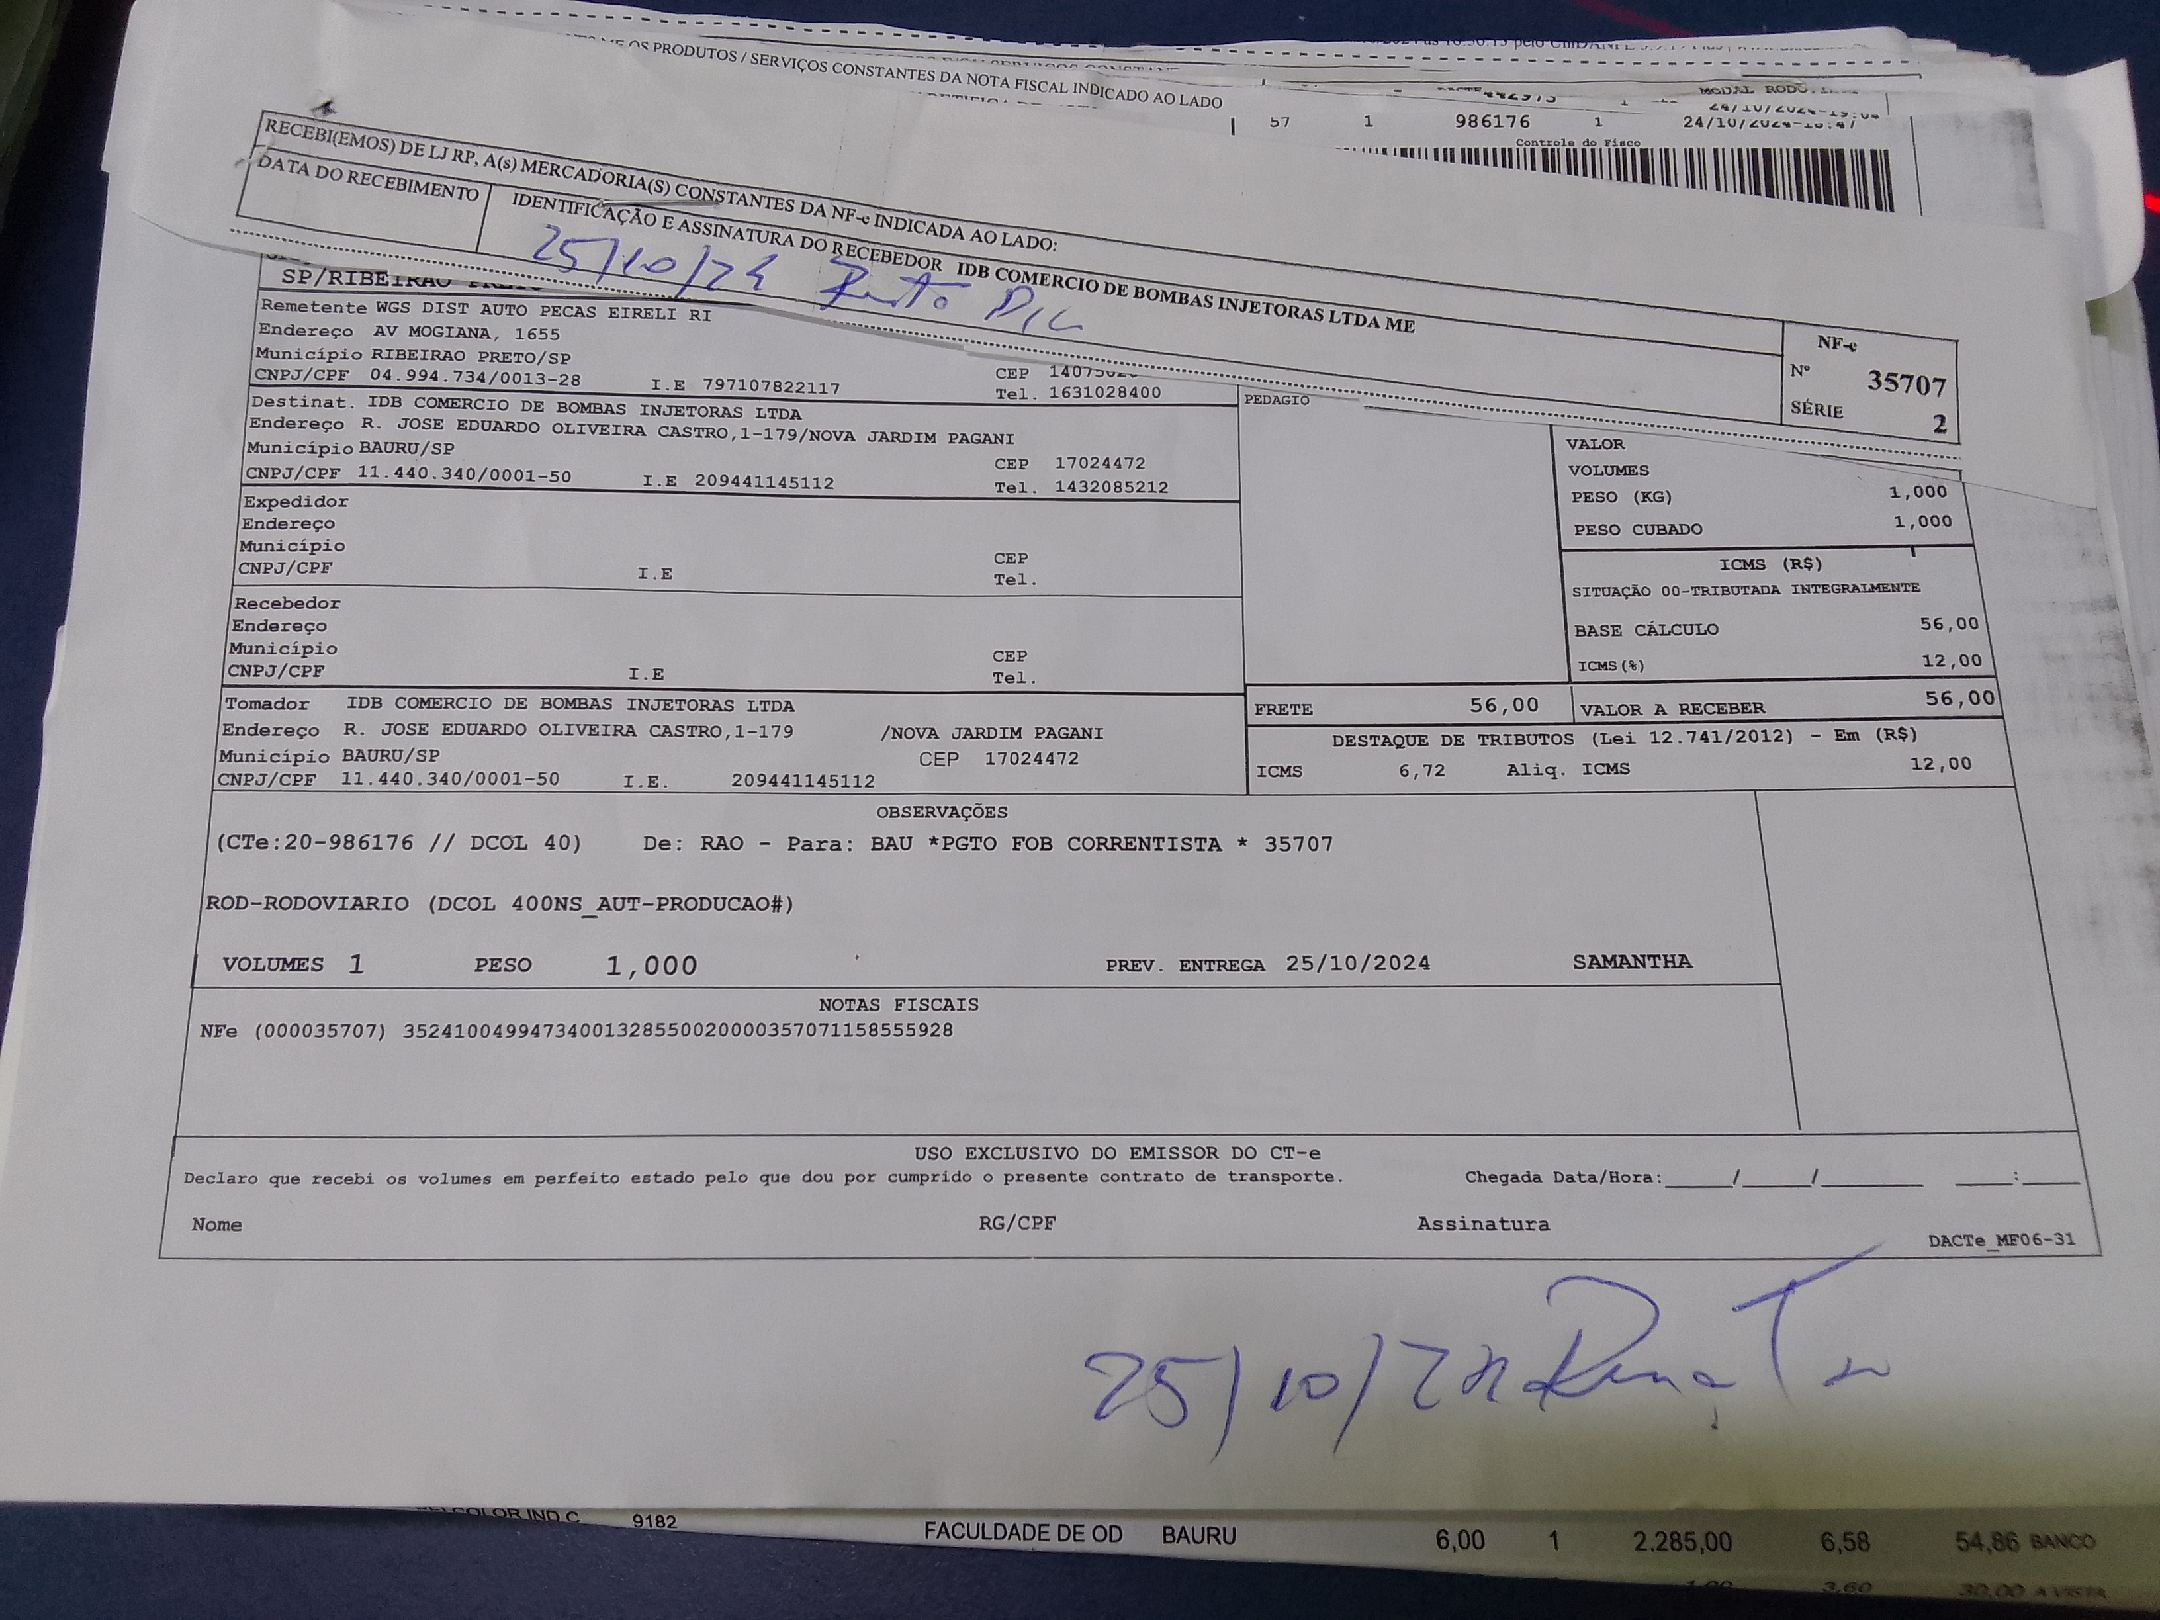 OS PRODUTOS / SERVIÇOS CONSTANTES DA NOTA FISCAL INDICADO AO LADO
MODAL
57 1 986176 1 24/10/2024
Controle do Fisco
RECEBI(EMOS) DE LJ RP, A(s) MERCADORIA(S) CONSTANTES DA NF-e INDICADA AO LADO:
DATA DO RECEBIMENTO
IDENTIFICAÇÃO E ASSINATURA DO RECEBEDOR IDB COMERCIO DE BOMBAS INJETORAS LTDA ME
25/10/24
NF-e
Nº 35707
SÉRIE 2
SP/RIBEIRAO PRETO
Remetente WGS DIST AUTO PECAS EIRELI RI
Endereço AV MOGIANA, 1655
Município RIBEIRAO PRETO/SP
CEP
CNPJ/CPF 04.994.734/0013-28 I.E 797107822117 Tel. 1631028400
Destinat. IDB COMERCIO DE BOMBAS INJETORAS LTDA
Endereço R. JOSE EDUARDO OLIVEIRA CASTRO,1-179/NOVA JARDIM PAGANI
Município BAURU/SP CEP 17024472
CNPJ/CPF 11.440.340/0001-50 I.E 209441145112 Tel. 1432085212
Expedidor
Endereço
Município CEP
CNPJ/CPF I.E Tel.
Recebedor
Endereço
Município CEP
CNPJ/CPF I.E Tel.
Tomador IDB COMERCIO DE BOMBAS INJETORAS LTDA
Endereço R. JOSE EDUARDO OLIVEIRA CASTRO,1-179 /NOVA JARDIM PAGANI
Município BAURU/SP CEP 17024472
CNPJ/CPF 11.440.340/0001-50 I.E. 209441145112
PEDAGIO
VALOR
VOLUMES
PESO (KG) 1,000
PESO CUBADO 1,000
ICMS (R$)
SITUAÇÃO 00-TRIBUTADA INTEGRALMENTE
BASE CÁLCULO 56,00
ICMS(%) 12,00
FRETE 56,00 VALOR A RECEBER 56,00
DESTAQUE DE TRIBUTOS (Lei 12.741/2012) - Em (R$)
ICMS 6,72 Aliq. ICMS 12,00
OBSERVAÇÕES
(CTe:20-986176 // DCOL 40) De: RAO - Para: BAU *PGTO FOB CORRENTISTA * 35707
ROD-RODOVIARIO (DCOL 400NS_AUT-PRODUCAO#)
VOLUMES 1 PESO 1,000 PREV. ENTREGA 25/10/2024 SAMANTHA
NOTAS FISCAIS
NFe (000035707) 35241004994734001328550020000357071158555928
USO EXCLUSIVO DO EMISSOR DO CT-e
Declaro que recebi os volumes em perfeito estado pelo que dou por cumprido o presente contrato de transporte. Chegada Data/Hora:_____/_____/_______ ____:____
Nome RG/CPF Assinatura
DACTe_MF06-31
25/10/24
9182 FACULDADE DE OD BAURU 6,00 1 2.285,00 6,58 54,86 BANCO
3,60 30,00 A VISTA